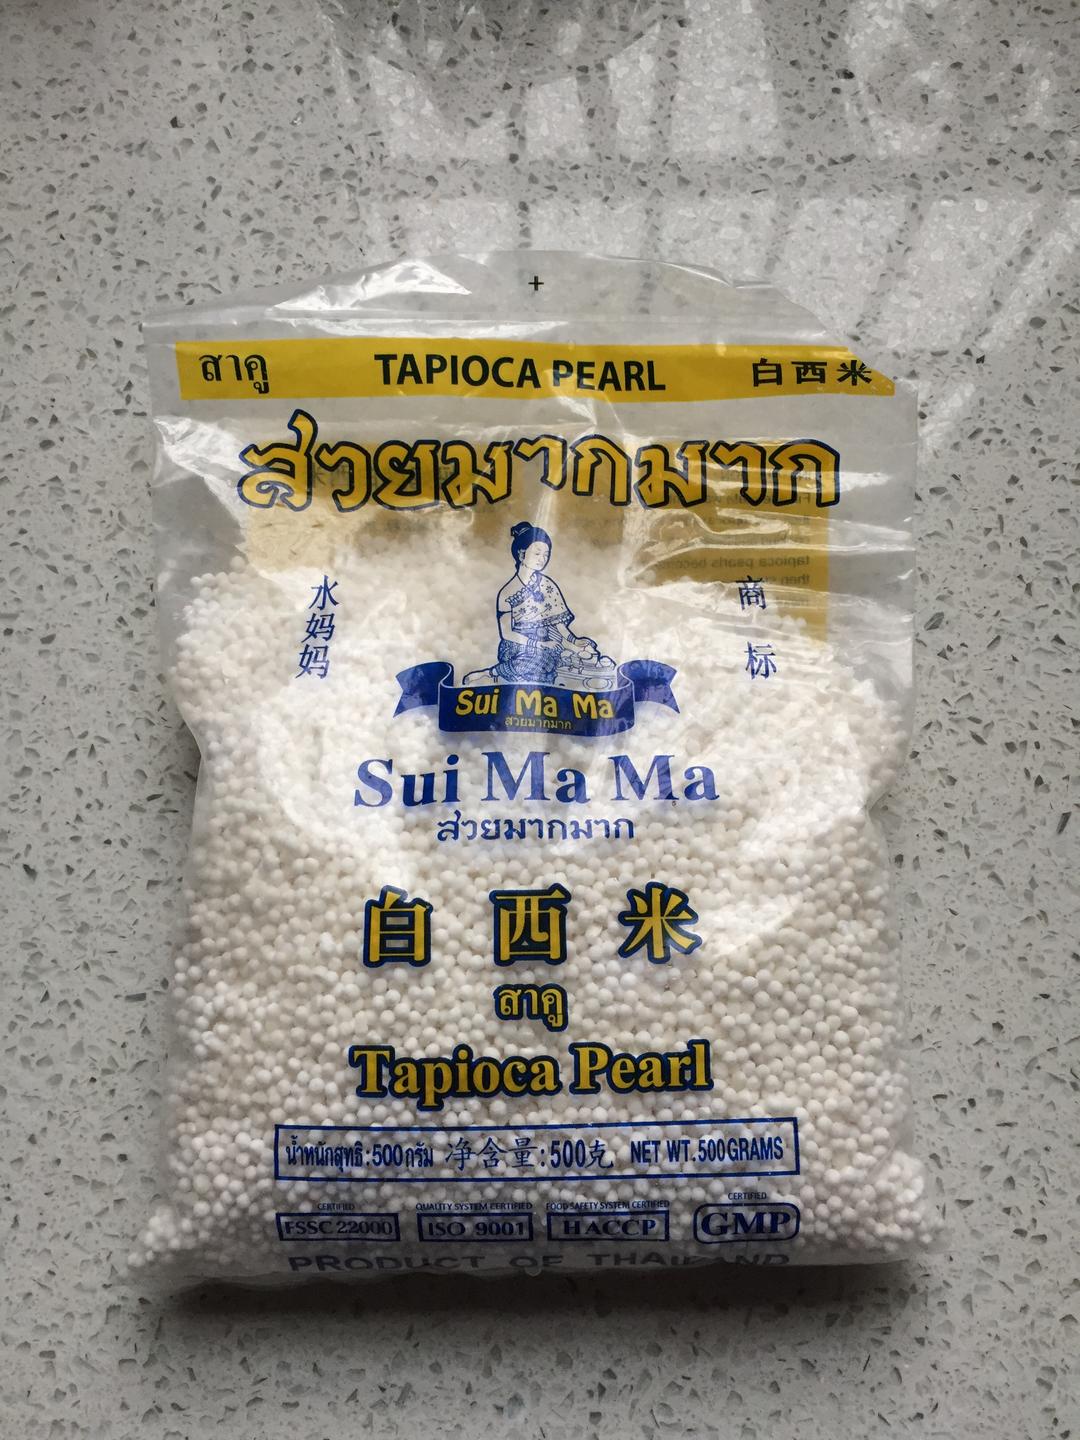 สาคู TAPIOCA PEARL 白西米
สวยมากมาก
水妈妈
商标
Sui Ma Ma
สวยมากมาก
Sui Ma Ma
สวยมากมาก
白西米
สาคู
Tapioca Pearl
น้ำหนักสุทธิ:500กรัม 净含量:500克 NET WT.500GRAMS
CERTIFIED QUALITY SYSTEM CERTIFIED FOOD SAFETY SYSTEM CERTIFIED CERTIFIED
FSSC 22000 ISO 9001 HACCP GMP
PRODUCT OF THAILAND